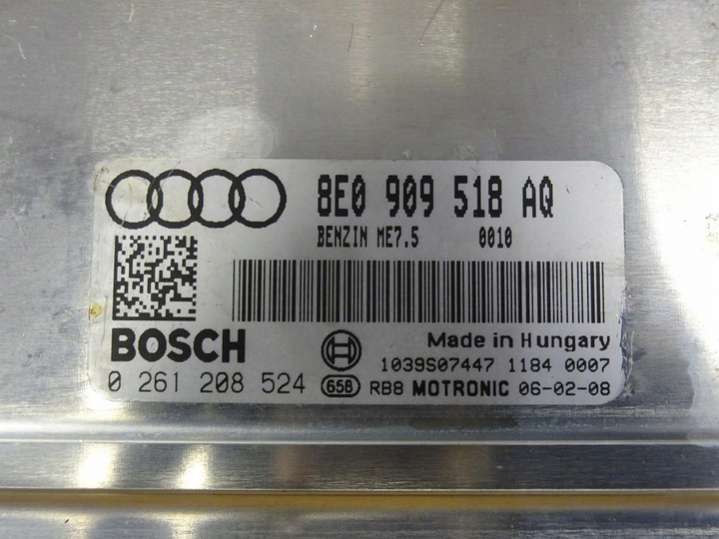 8E0 909 518 AQ
BENZIN ME7.5 0010
BOSCH
Made in Hungary
1039S07447 1184 0007
0 261 208 524 658 RBB MOTRONIC 06-02-08